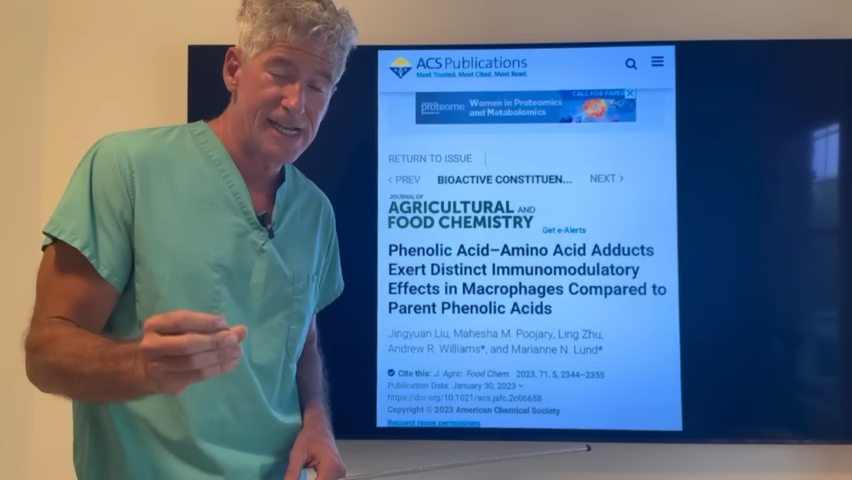 ACS Publications
Most Trusted. Most Cited. Most Read.
CALL FOR PAPERS
proteome
Women in Proteomics
and Metabolomics
RETURN TO ISSUE
< PREV BIOACTIVE CONSTITUEN... NEXT >
JOURNAL OF
AGRICULTURAL AND
FOOD CHEMISTRY
Get e-Alerts
Phenolic Acid–Amino Acid Adducts
Exert Distinct Immunomodulatory
Effects in Macrophages Compared to
Parent Phenolic Acids
Jingyuan Liu, Mahesha M. Poojary, Ling Zhu,
Andrew R. Williams*, and Marianne N. Lund*
Cite this: J. Agric. Food Chem. 2023, 71, 5, 2344–2355
Publication Date: January 30, 2023
https://doi.org/10.1021/acs.jafc.2c06658
Copyright © 2023 American Chemical Society
Request reuse permissions